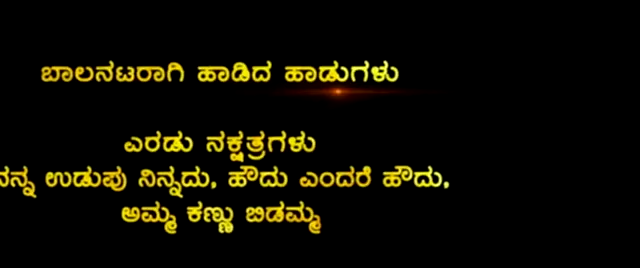 ಬಾಲನಟರಾಗಿ ಹಾಡಿದ ಹಾಡುಗಳು
ಎರಡು ನಕ್ಷತ್ರಗಳು
ನನ್ನ ಉಡುಪು ನಿನ್ನದು, ಹೌದು ಎಂದರೆ ಹೌದು,
ಅಮ್ಮ ಕಣ್ಣು ಬಿಡಮ್ಮ